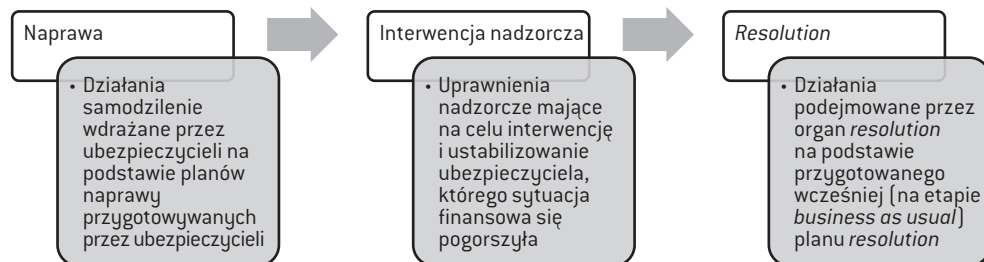 Naprawa
• Działania
samodzilenie
wdrażane przez
ubezpieczycieli na
podstawie planów
naprawy
przygotowywanych
przez ubezpieczycieli
Interwencja nadzorcza
• Uprawnienia
nadzorcze mające
na celu interwencję
i ustabilizowanie
ubezpieczyciela,
którego sytuacja
finansowa się
pogorszyła
Resolution
• Działania
podejmowane przez
organ resolution
na podstawie
przygotowanego
wcześniej (na etapie
business as usual)
planu resolution